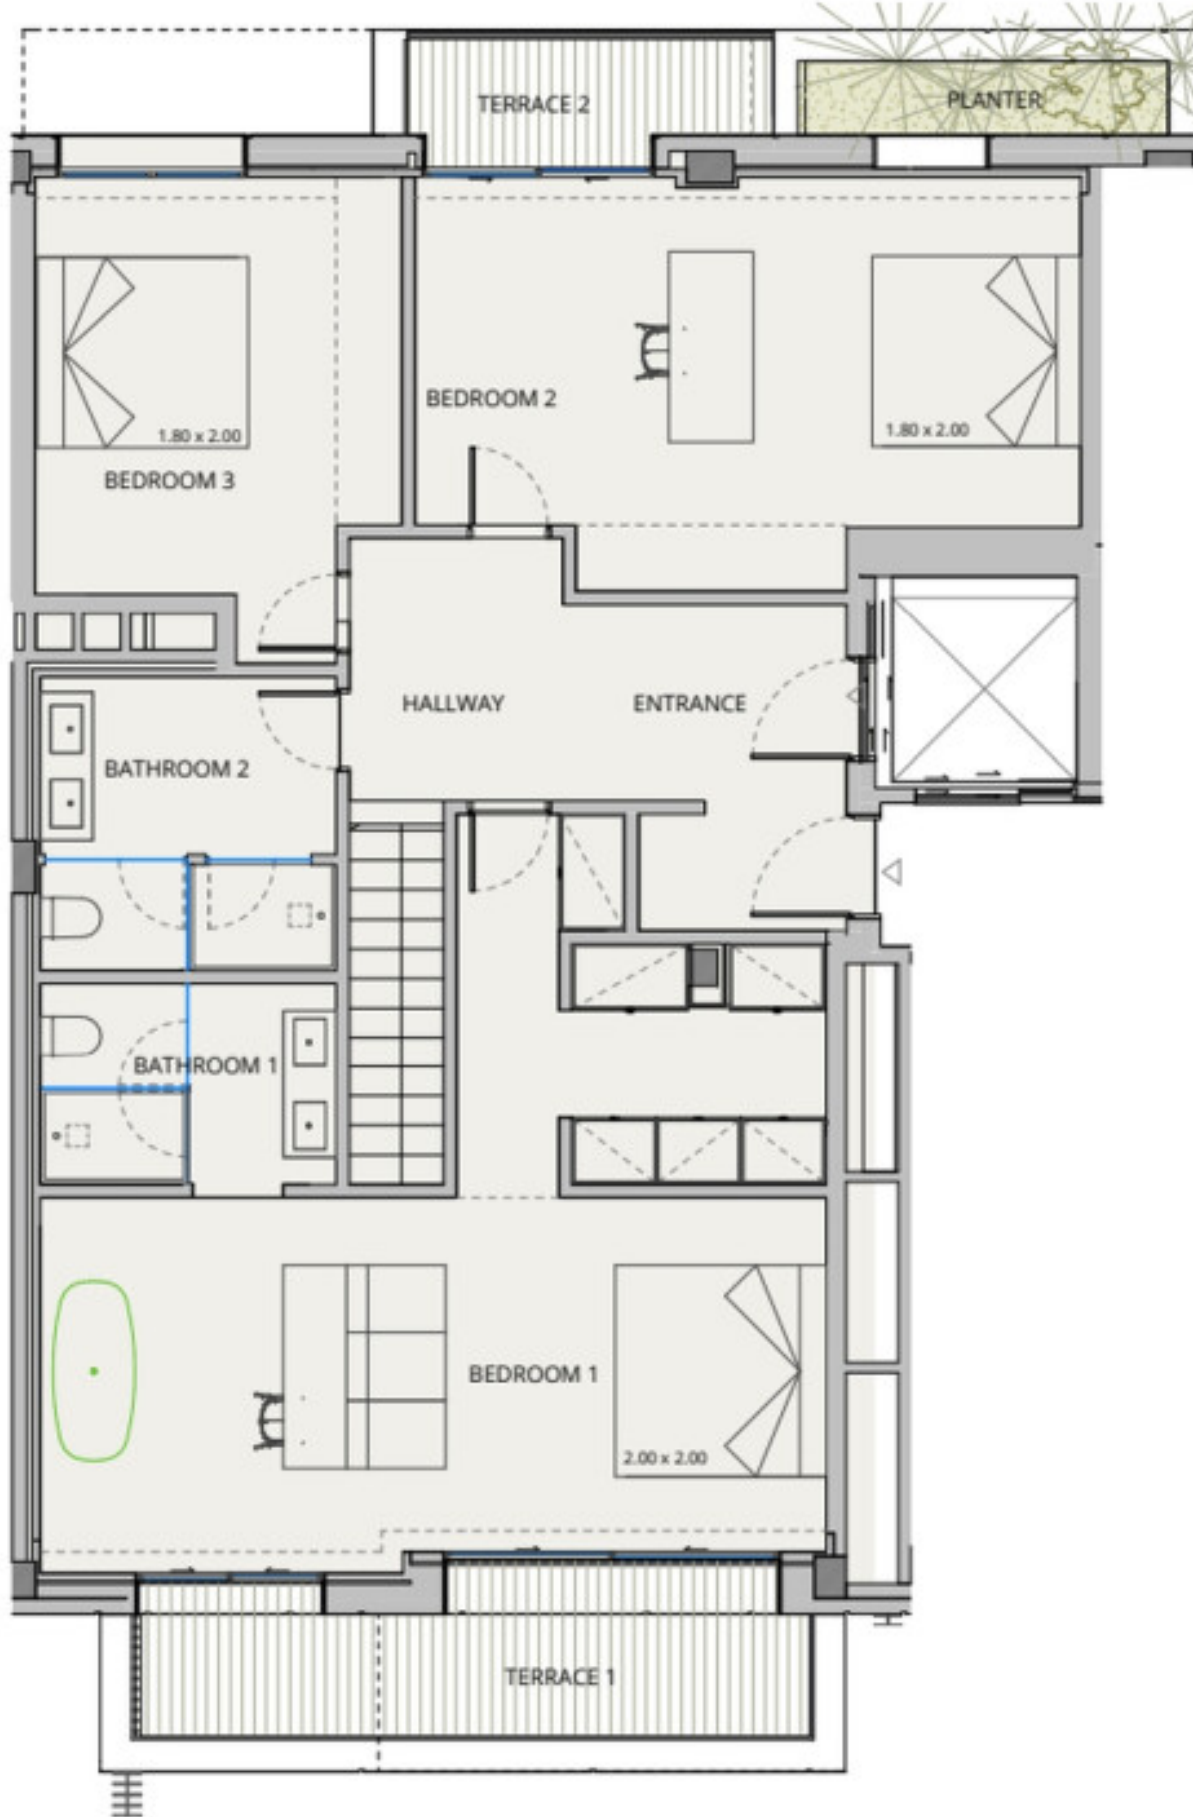 TERRACE 2
PLANTER
BEDROOM 2
1.80 x 2.00
1.80 x 2.00
BEDROOM 3
HALLWAY
ENTRANCE
BATHROOM 2
BATHROOM 1
BEDROOM 1
2.00 x 2.00
TERRACE 1